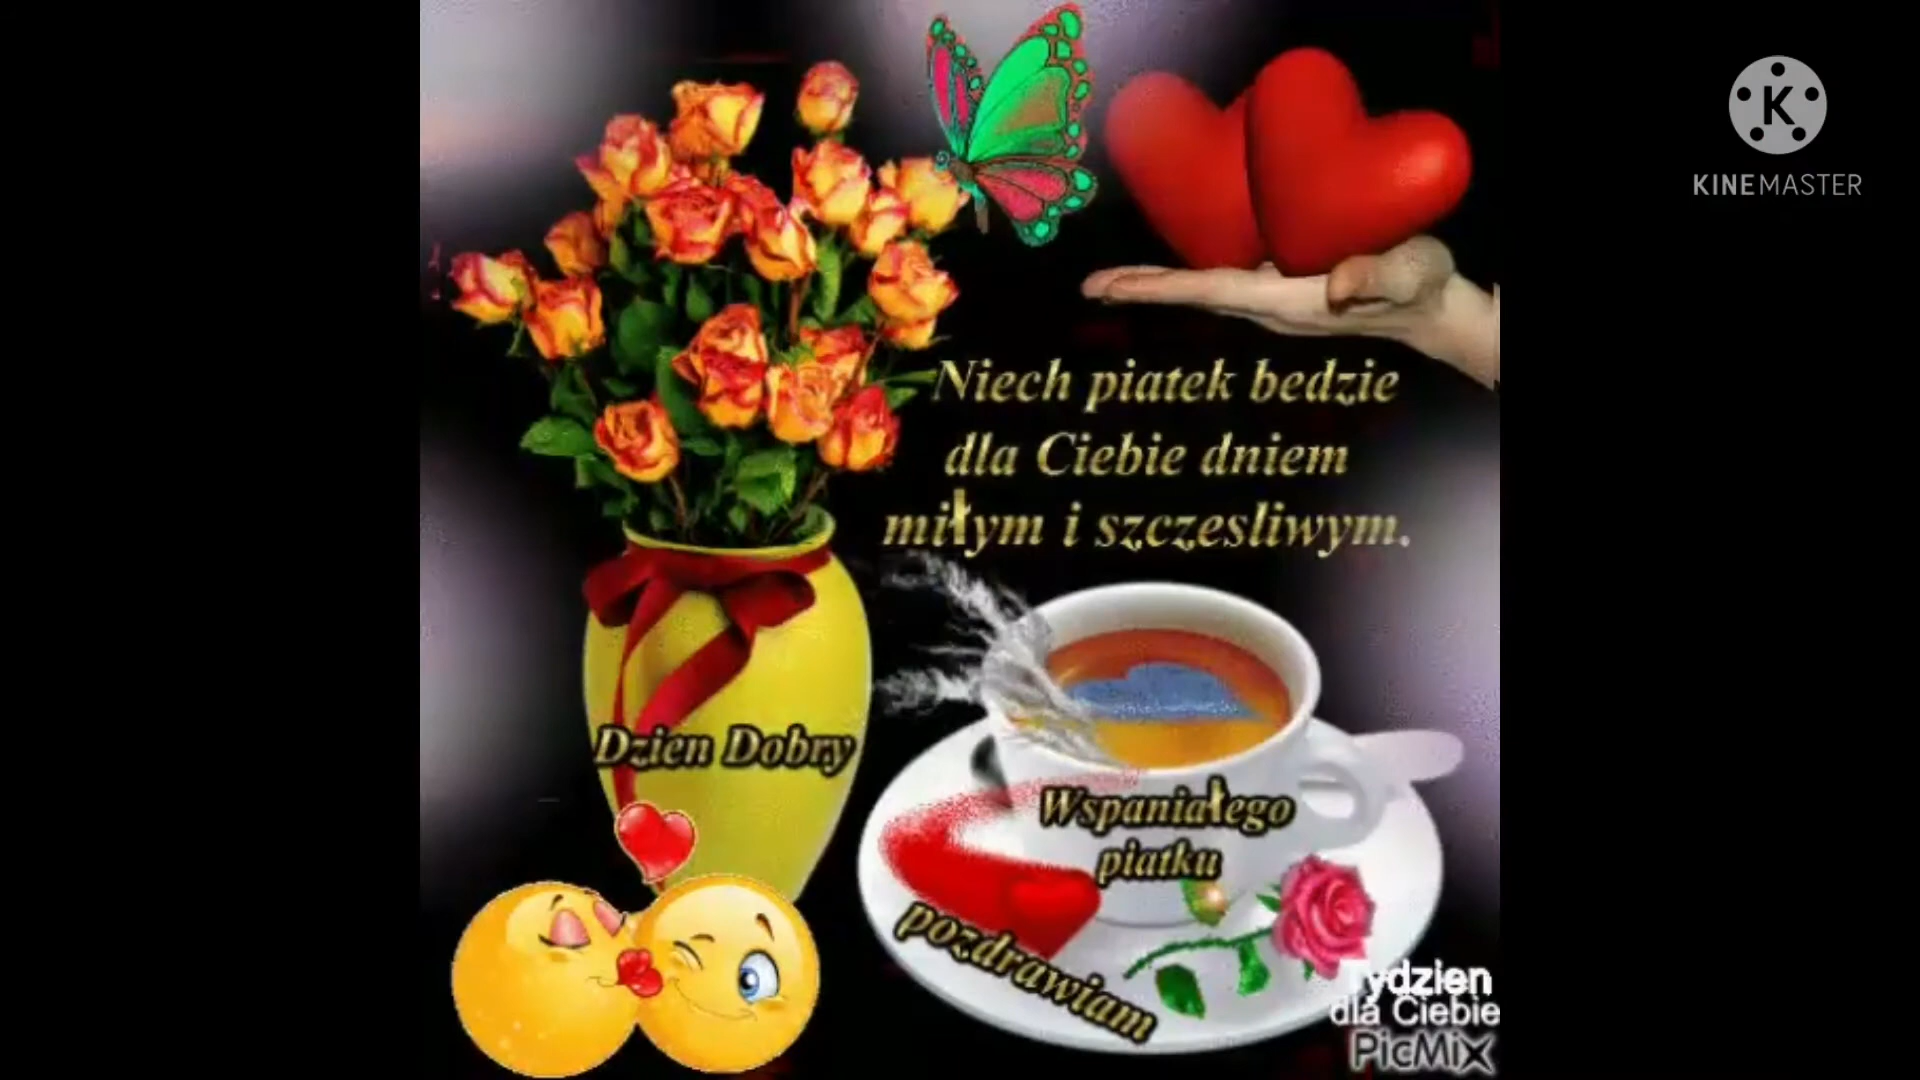 K
KINEMASTER
Niech piatek bedzie
dla Ciebie dniem
miłym i szczesliwym.
Dzien Dobry
Wspaniałego
piatku
pozdrawiam
Tydzien
dla Ciebie
PicMix